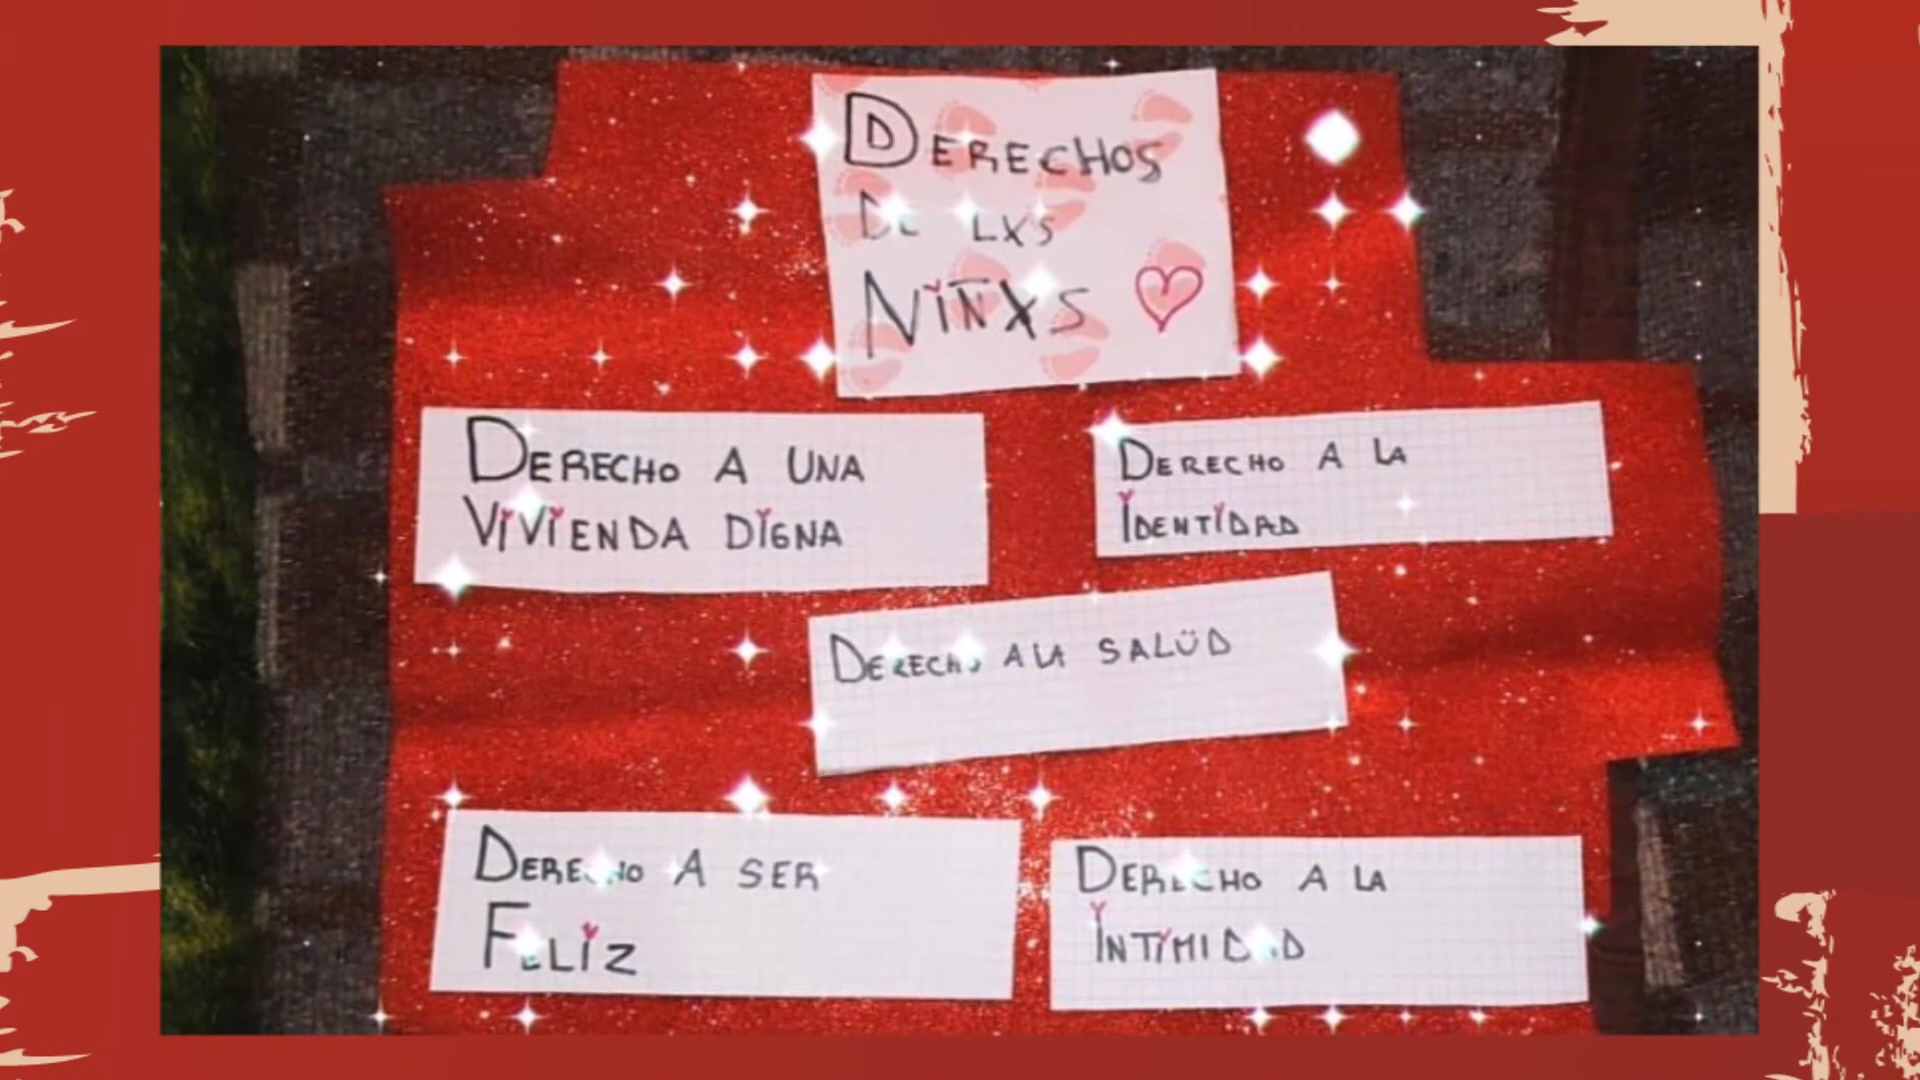 DERECHOS
DE LXS
NIÑXS
DERECHO A UNA
VIVIENDA DIGNA
DERECHO A LA
IDENTIDAD
DERECHO A LA SALÜD
DERECHO A SER
FELIZ
DERECHO A LA
INTIMIDAD